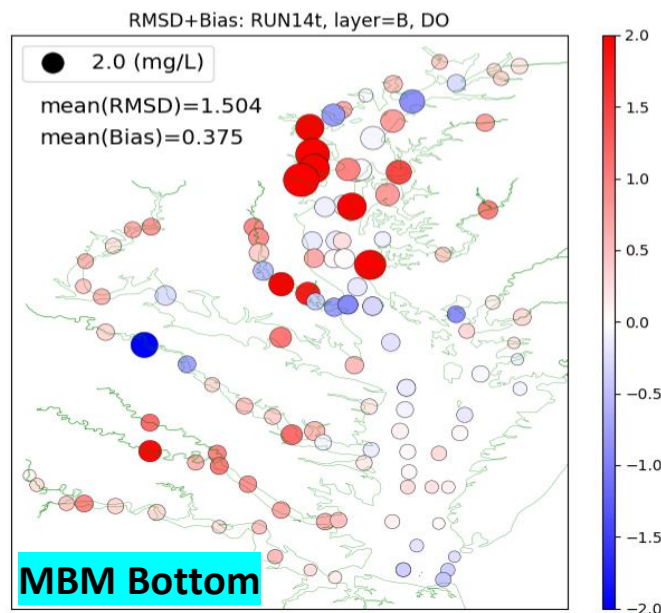 RMSD+Bias: RUN14t, layer=B, DO
2.0 (mg/L)
mean(RMSD)=1.504
mean(Bias)=0.375
MBM Bottom
2.0
1.5
1.0
0.5
0.0
−0.5
−1.0
−1.5
−2.0